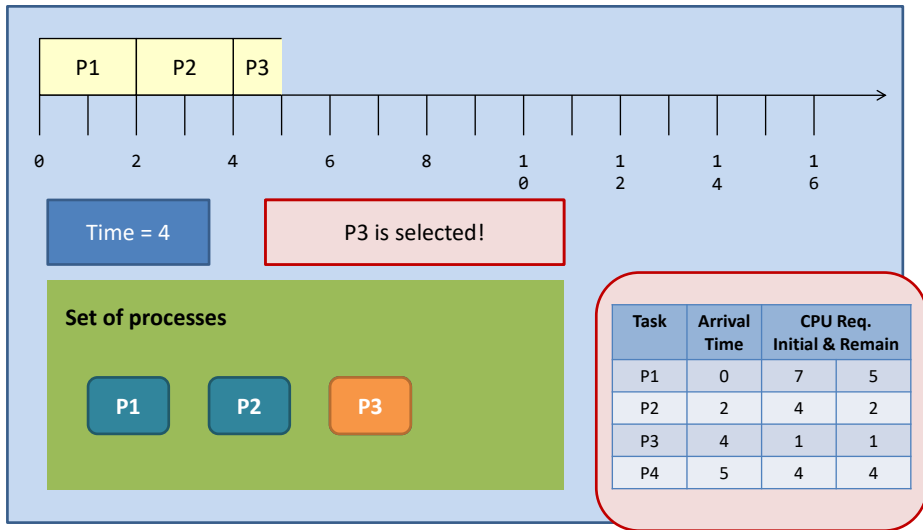 P1 P2 P3
0 2 4 6 8 1 1 1 1
0 2 4 6
Time = 4
P3 is selected!
Set of processes
P1 P2 P3
Task Arrival CPU Req.
Time Initial & Remain
P1 0 7 5
P2 2 4 2
P3 4 1 1
P4 5 4 4